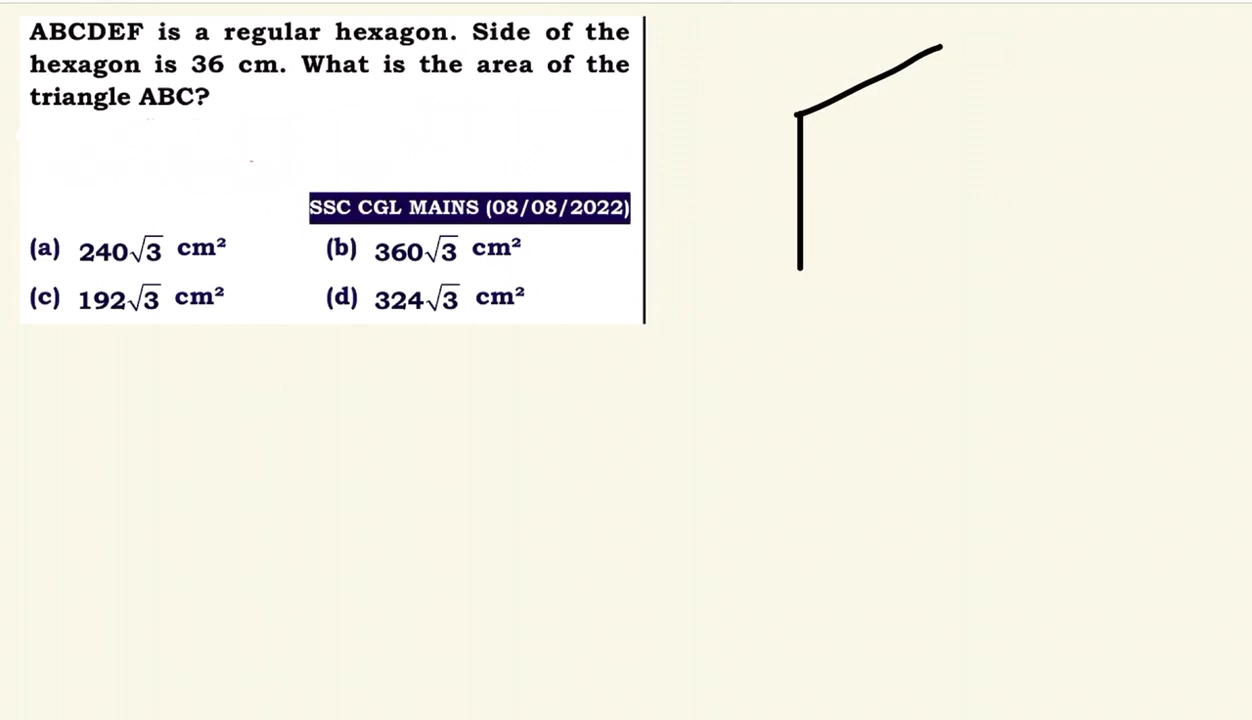 ABCDEF is a regular hexagon. Side of the
hexagon is 36 cm. What is the area of the
triangle ABC?
SSC CGL MAINS (08/08/2022)
(a) 240√3 cm² (b) 360√3 cm²
(c) 192√3 cm² (d) 324√3 cm²